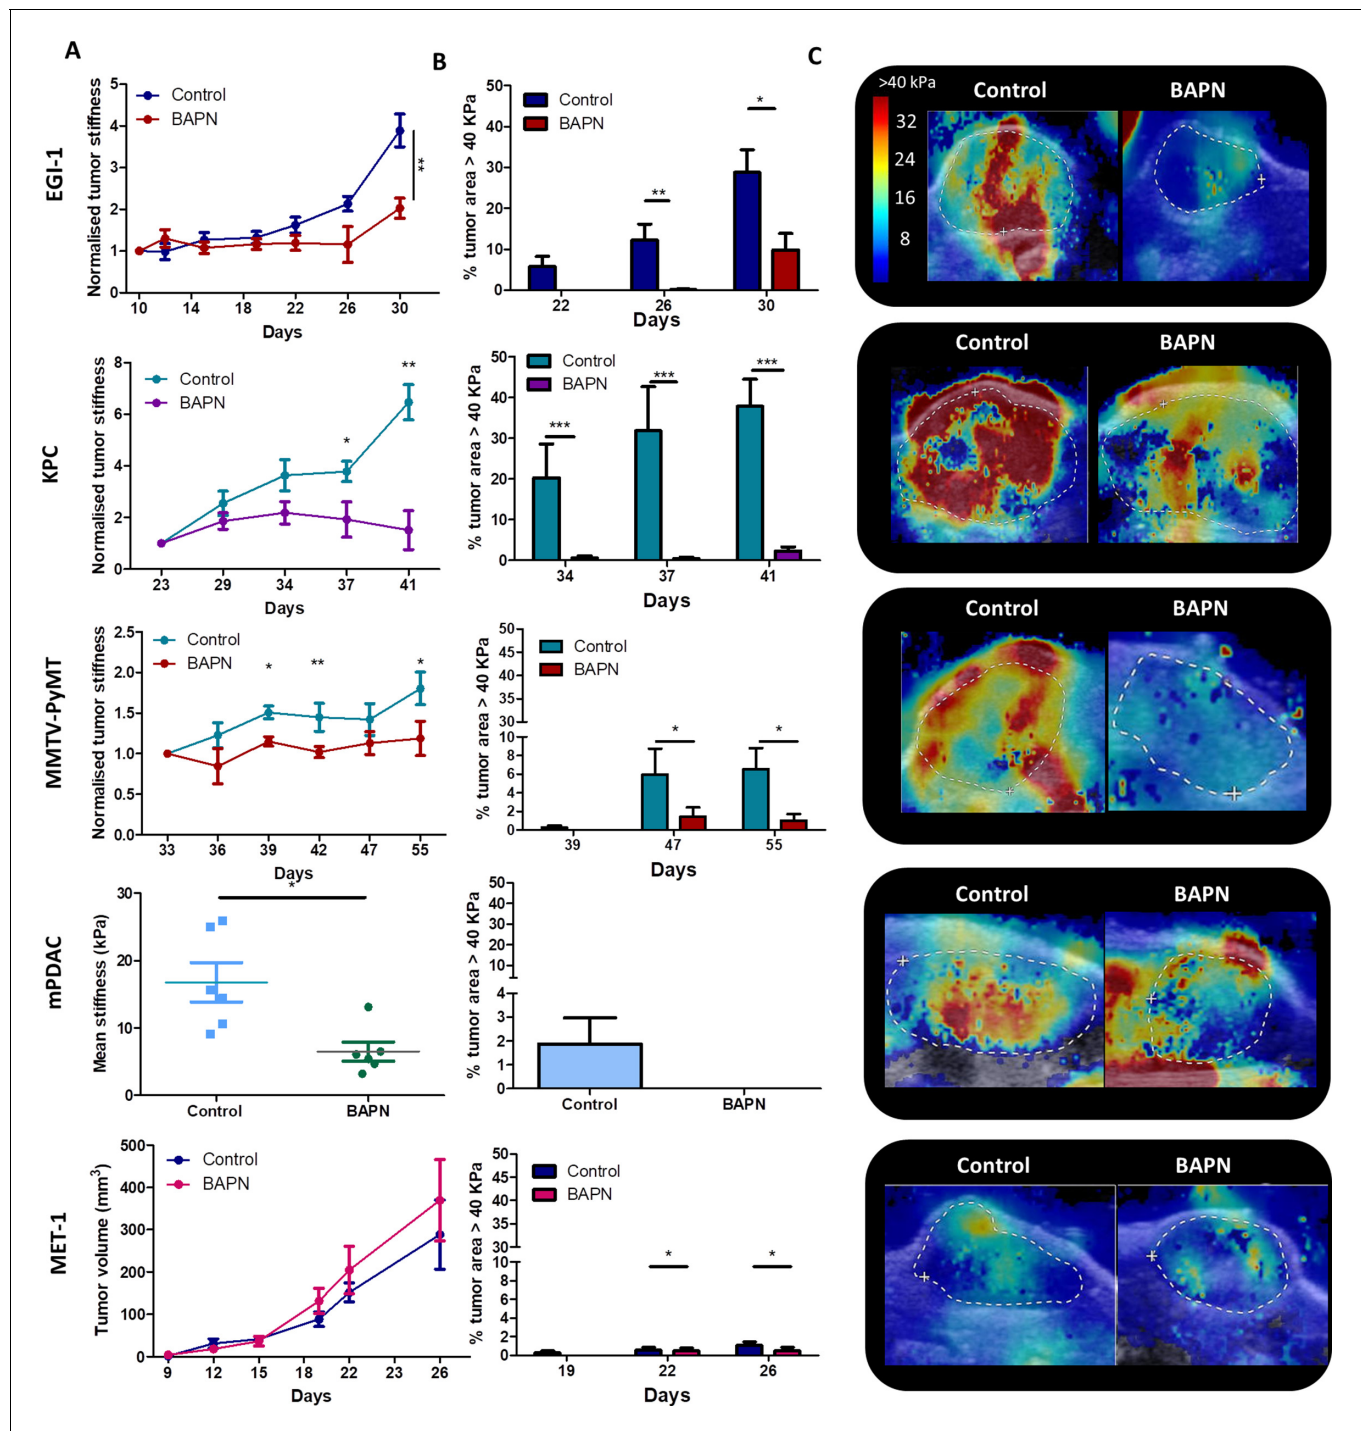 A
B
C
EGI-1
Normalised tumor stiffness
5
4
3
2
1
0
Control
BAPN
**
10 14 18 22 26 30
Days
% tumor area > 40 KPa
50
40
30
20
10
0
Control
BAPN
**
*
22 26 30
Days
>40 kPa
32
24
16
8
Control BAPN
KPC
Normalised tumor stiffness
8
6
4
2
0
Control
BAPN
*
**
23 29 34 37 41
Days
% tumor area > 40 KPa
50
40
30
20
10
0
Control
BAPN
***
***
***
34 37 41
Days
Control BAPN
MMTV-PyMT
Normalised tumor stiffness
2.5
2.0
1.5
1.0
0.5
0.0
Control
BAPN
*
**
*
33 36 39 42 47 55
Days
% tumor area > 40 KPa
50
45
40
35
30
10
8
6
4
2
0
Control
BAPN
*
*
39 47 55
Days
Control BAPN
mPDAC
Mean stiffness (kPa)
30
20
10
0
*
Control BAPN
% tumor area > 40 KPa
50
40
30
20
10
4
4
3
2
1
0
Control BAPN
Control BAPN
MET-1
Tumor volume (mm³)
500
400
300
200
100
0
Control
BAPN
9 12 15 18 22 23 26
Days
% tumor area > 40 KPa
50
45
40
35
30
10
8
6
4
2
0
Control
BAPN
*
*
19 22 26
Days
Control BAPN